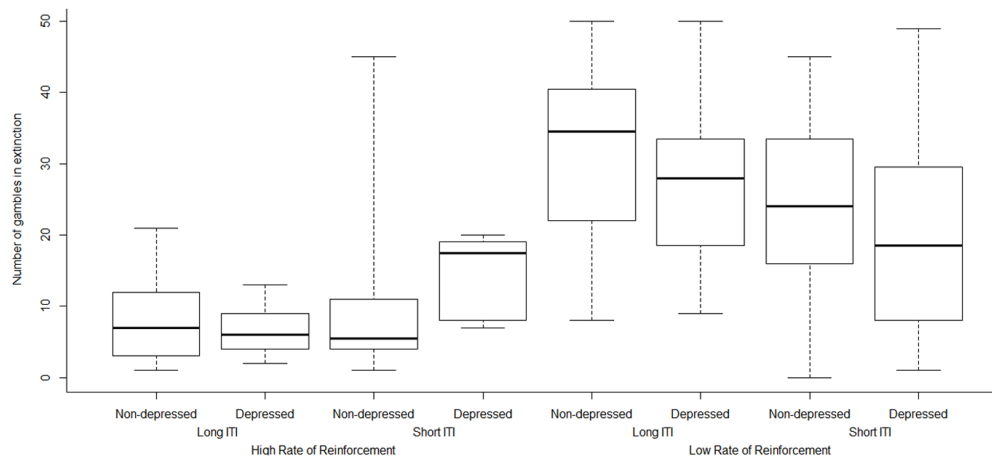 Number of gambles in extinction
50
40
30
20
10
0
Non-depressed Depressed Non-depressed Depressed Non-depressed Depressed Non-depressed Depressed
Long ITI Short ITI Long ITI Short ITI
High Rate of Reinforcement Low Rate of Reinforcement